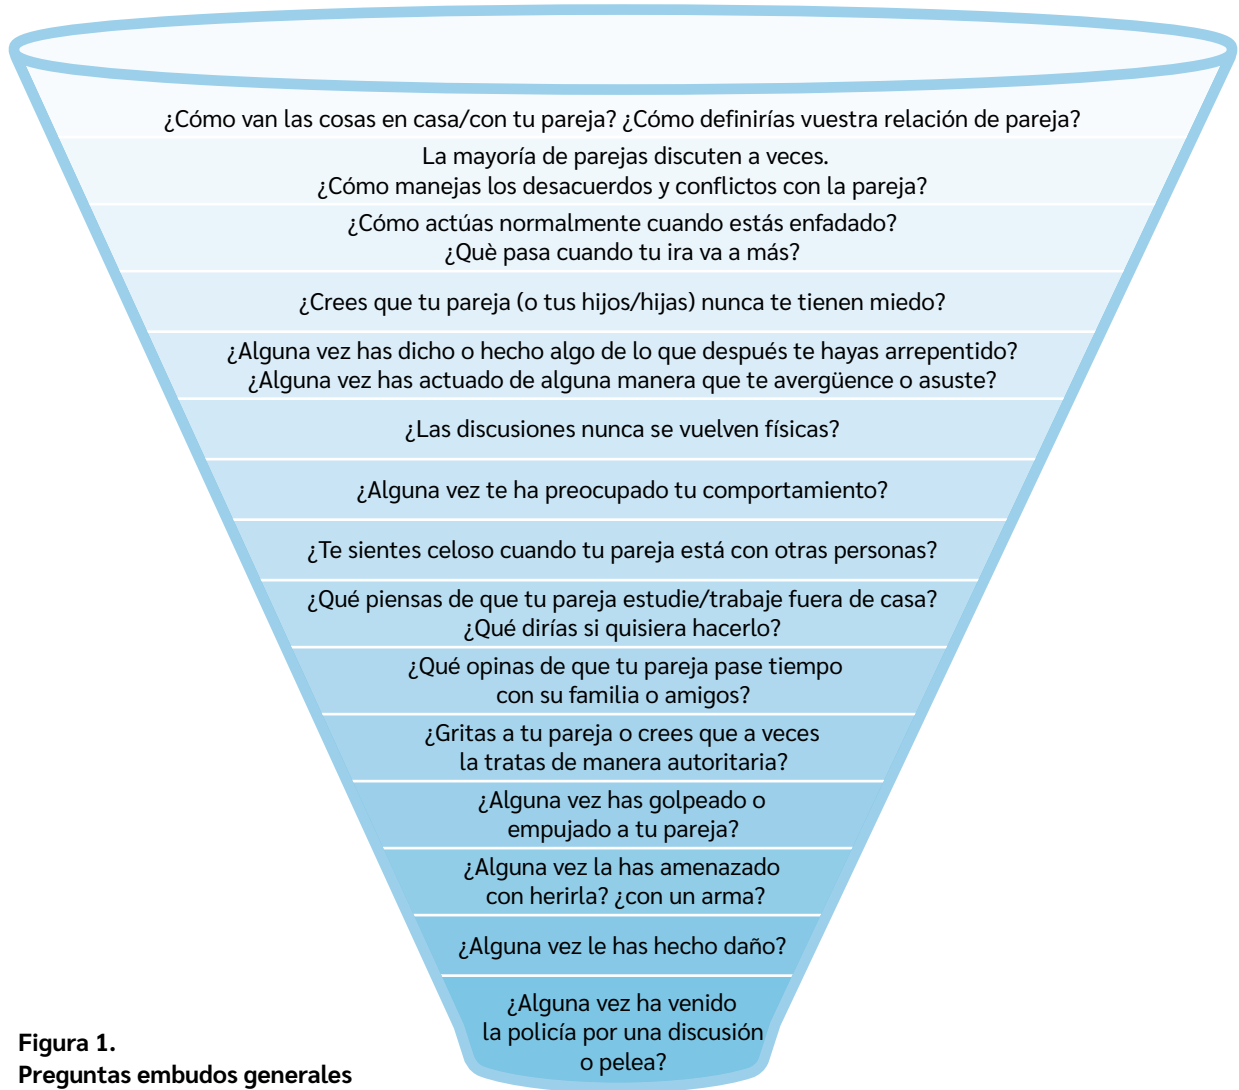 ¿Cómo van las cosas en casa/con tu pareja? ¿Cómo definirías vuestra relación de pareja?
La mayoría de parejas discuten a veces.
¿Cómo manejas los desacuerdos y conflictos con la pareja?
¿Cómo actúas normalmente cuando estás enfadado?
¿Què pasa cuando tu ira va a más?
¿Crees que tu pareja (o tus hijos/hijas) nunca te tienen miedo?
¿Alguna vez has dicho o hecho algo de lo que después te hayas arrepentido?
¿Alguna vez has actuado de alguna manera que te avergüence o asuste?
¿Las discusiones nunca se vuelven físicas?
¿Alguna vez te ha preocupado tu comportamiento?
¿Te sientes celoso cuando tu pareja está con otras personas?
¿Qué piensas de que tu pareja estudie/trabaje fuera de casa?
¿Qué dirías si quisiera hacerlo?
¿Qué opinas de que tu pareja pase tiempo
con su familia o amigos?
¿Gritas a tu pareja o crees que a veces
la tratas de manera autoritaria?
¿Alguna vez has golpeado o
empujado a tu pareja?
¿Alguna vez la has amenazado
con herirla? ¿con un arma?
¿Alguna vez le has hecho daño?
¿Alguna vez ha venido
la policía por una discusión
o pelea?
Figura 1.
Preguntas embudos generales